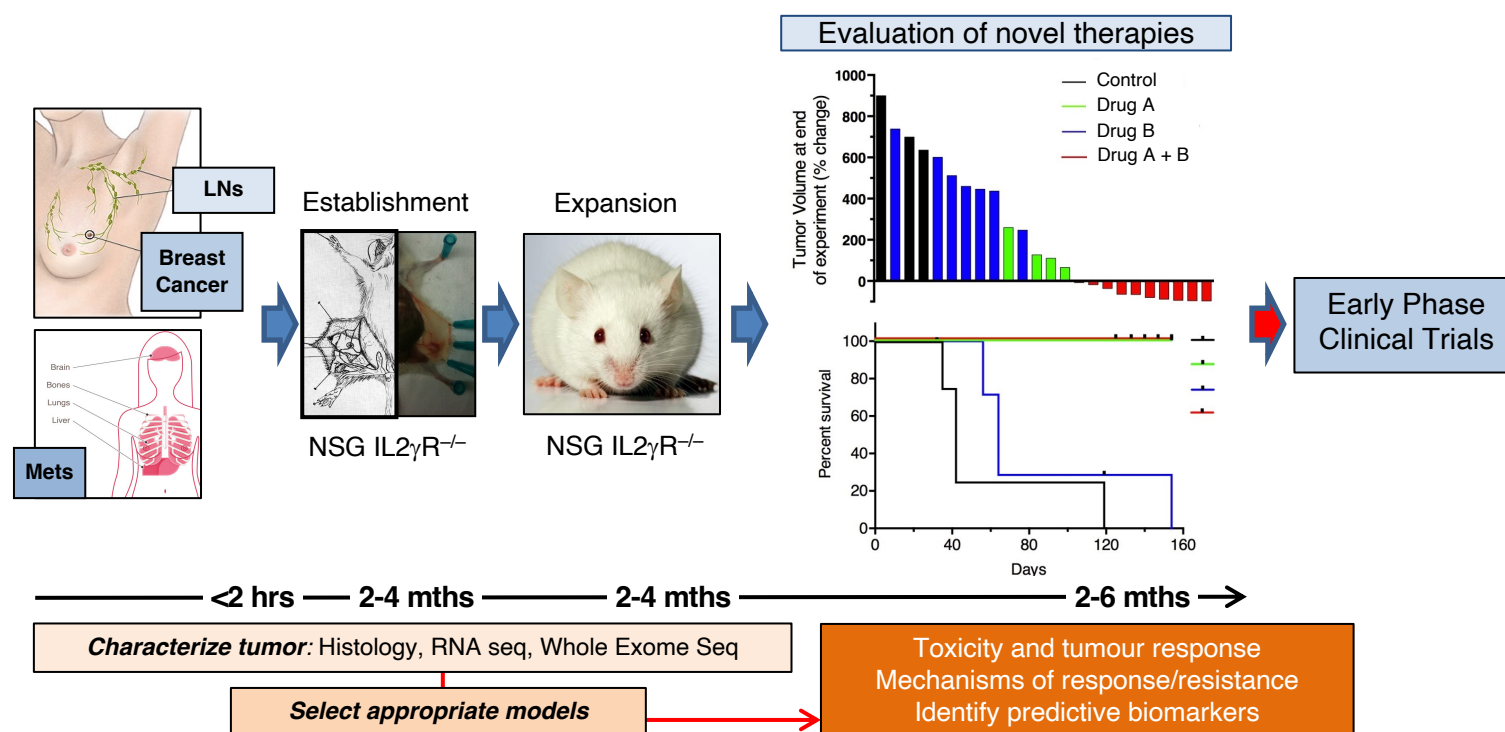 Evaluation of novel therapies
LNs
Breast
Cancer
Brain
Bones
Lungs
Liver
Mets
Establishment
NSG IL2γR–/–
Expansion
NSG IL2γR–/–
Tumor Volume at end
of experiment (% change)
1000
800
600
400
200
0
Control
Drug A
Drug B
Drug A + B
Percent survival
100
80
60
40
20
0
0
40
80
120
160
Days
Early Phase
Clinical Trials
<2 hrs
2-4 mths
2-4 mths
2-6 mths
Characterize tumor: Histology, RNA seq, Whole Exome Seq
Select appropriate models
Toxicity and tumour response
Mechanisms of response/resistance
Identify predictive biomarkers